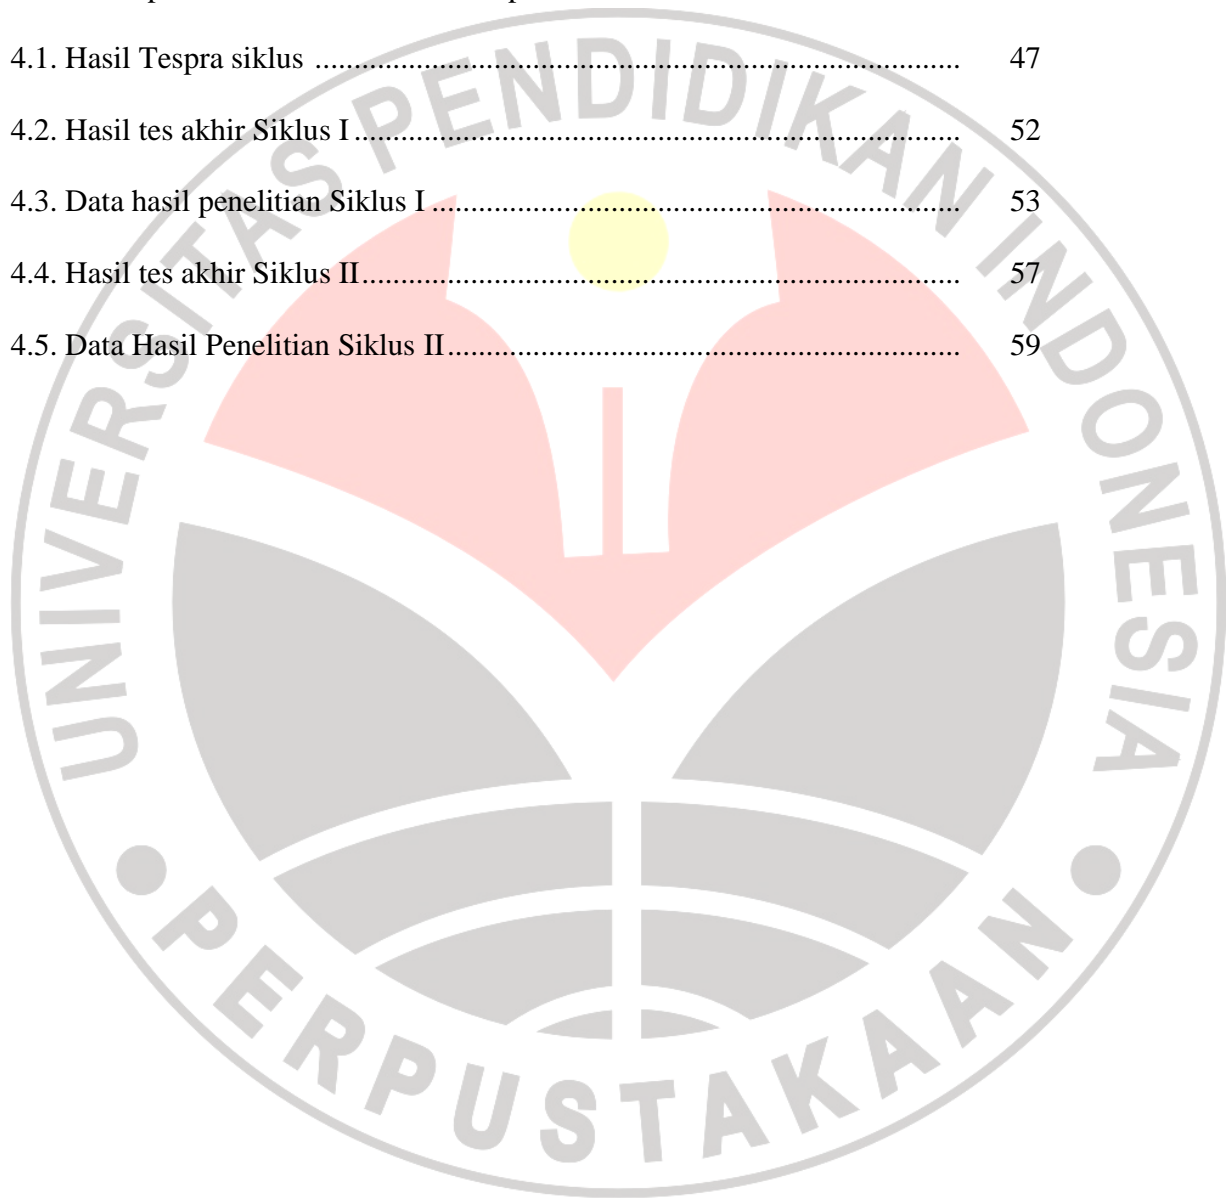 4.1. Hasil Tespra siklus ..................................................................................... 47
4.2. Hasil tes akhir Siklus I ............................................................................... 52
4.3. Data hasil penelitian Siklus I ..................................................................... 53
4.4. Hasil tes akhir Siklus II .............................................................................. 57
4.5. Data Hasil Penelitian Siklus II ................................................................... 59
UNIVERSITAS PENDIDIKAN INDONESIA
PERPUSTAKAAN